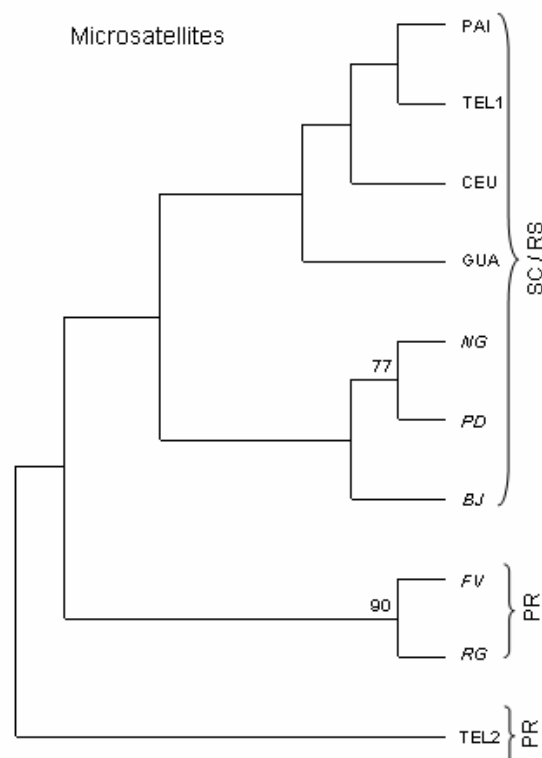 Microsatellites
PAI
TEL1
CEU
GUA
SC / RS
NG
77
PD
BJ
FV
90
PR
RG
TEL2
PR